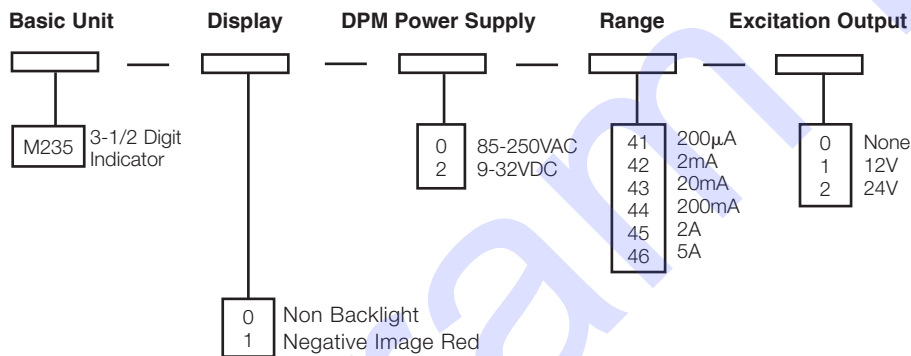 Basic Unit Display DPM Power Supply Range Excitation Output
M235 3-1/2 Digit Indicator
0 85-250VAC
2 9-32VDC
41 200μA
42 2mA
43 20mA
44 200mA
45 2A
46 5A
0 None
1 12V
2 24V
0 Non Backlight
1 Negative Image Red